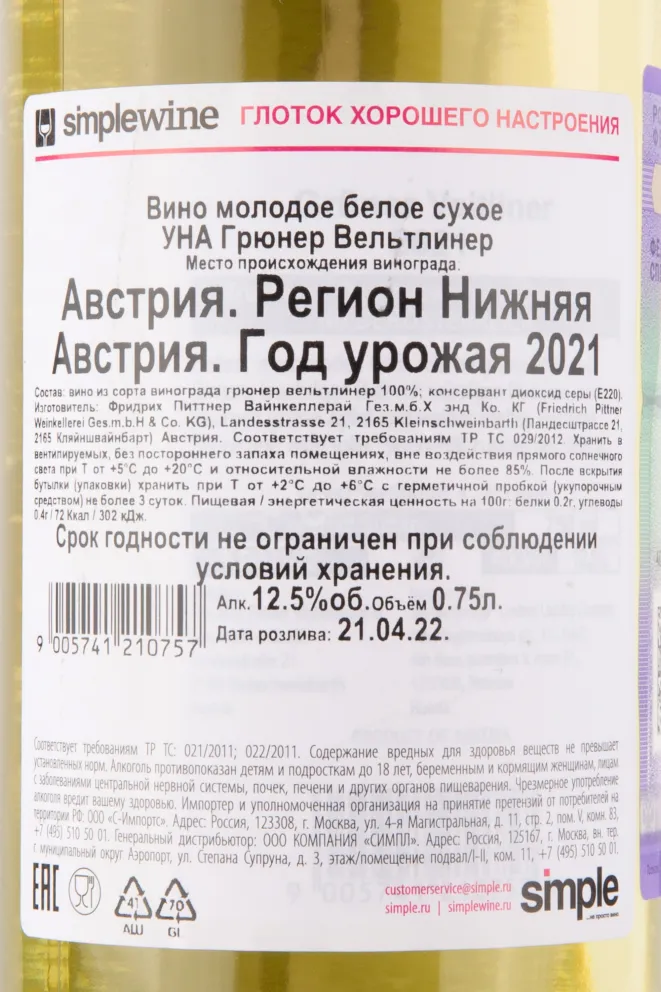 simplewine ГЛОТОК ХОРОШЕГО НАСТРОЕНИЯ
Вино молодое белое сухое
УНА Грюнер Вельтлинер
Место происхождения винограда:
Австрия. Регион Нижняя
Австрия. Год урожая 2021
Состав: вино из сорта винограда грюнер вельтлинер 100%; консервант диоксид серы (Е220).
Изготовитель: Фридрих Питтнер Вайнкеллерай Гез.м.б.Х энд Ко. КГ (Friedrich Pittner
Weinkellerei Ges.m.b.H & Co. KG), Landesstrasse 21, 2165 Kleinschweinbarth (Ландесштрассе 21,
2165 Кляйншвайнбарт) Австрия. Соответствует требованиям ТР ТС 029/2012. Хранить в
вентилируемых, без постороннего запаха помещениях, вне воздействия прямого солнечного
света при Т от +5°С до +20°С и относительной влажности не более 85%. После вскрытия
бутылки (упаковки) хранить при Т от +2°С до +6°С с герметичной пробкой (укупорочным
средством) не более 3 суток. Пищевая / энергетическая ценность на 100г: белки 0.2г, углеводы
0.4г / 72 Ккал / 302 кДж.
Срок годности не ограничен при соблюдении
условий хранения.
Алк. 12.5%об. Объём 0.75л.
Дата розлива: 21.04.22.
9 005741 210757
Соответствует требованиям ТР ТС: 021/2011; 022/2011. Содержание вредных для здоровья веществ не превышает
установленных норм. Алкоголь противопоказан детям и подросткам до 18 лет, беременным и кормящим женщинам, лицам
с заболеваниями центральной нервной системы, почек, печени и других органов пищеварения. Чрезмерное употребление
алкоголя вредит вашему здоровью. Импортер и уполномоченная организация на принятие претензий от потребителей на
территории РФ: ООО «С-Импортс». Адрес: Россия, 123308, г. Москва, ул. 4-я Магистральная, д. 11, стр. 2, пом. V, комн. 83,
+7 (495) 510 50 01. Генеральный дистрибьютор: ООО КОМПАНИЯ «СИМПЛ». Адрес: Россия, 125167, г. Москва, вн. тер.
г. муниципальный округ Аэропорт, ул. Степана Супруна, д. 3, этаж/помещение подвал/I-II, ком. 11, +7 (495) 510 50 01.
EAC 41 ALU 70 Gl
customerservice@simple.ru
simple.ru | simplewine.ru
simple
...не просто вино